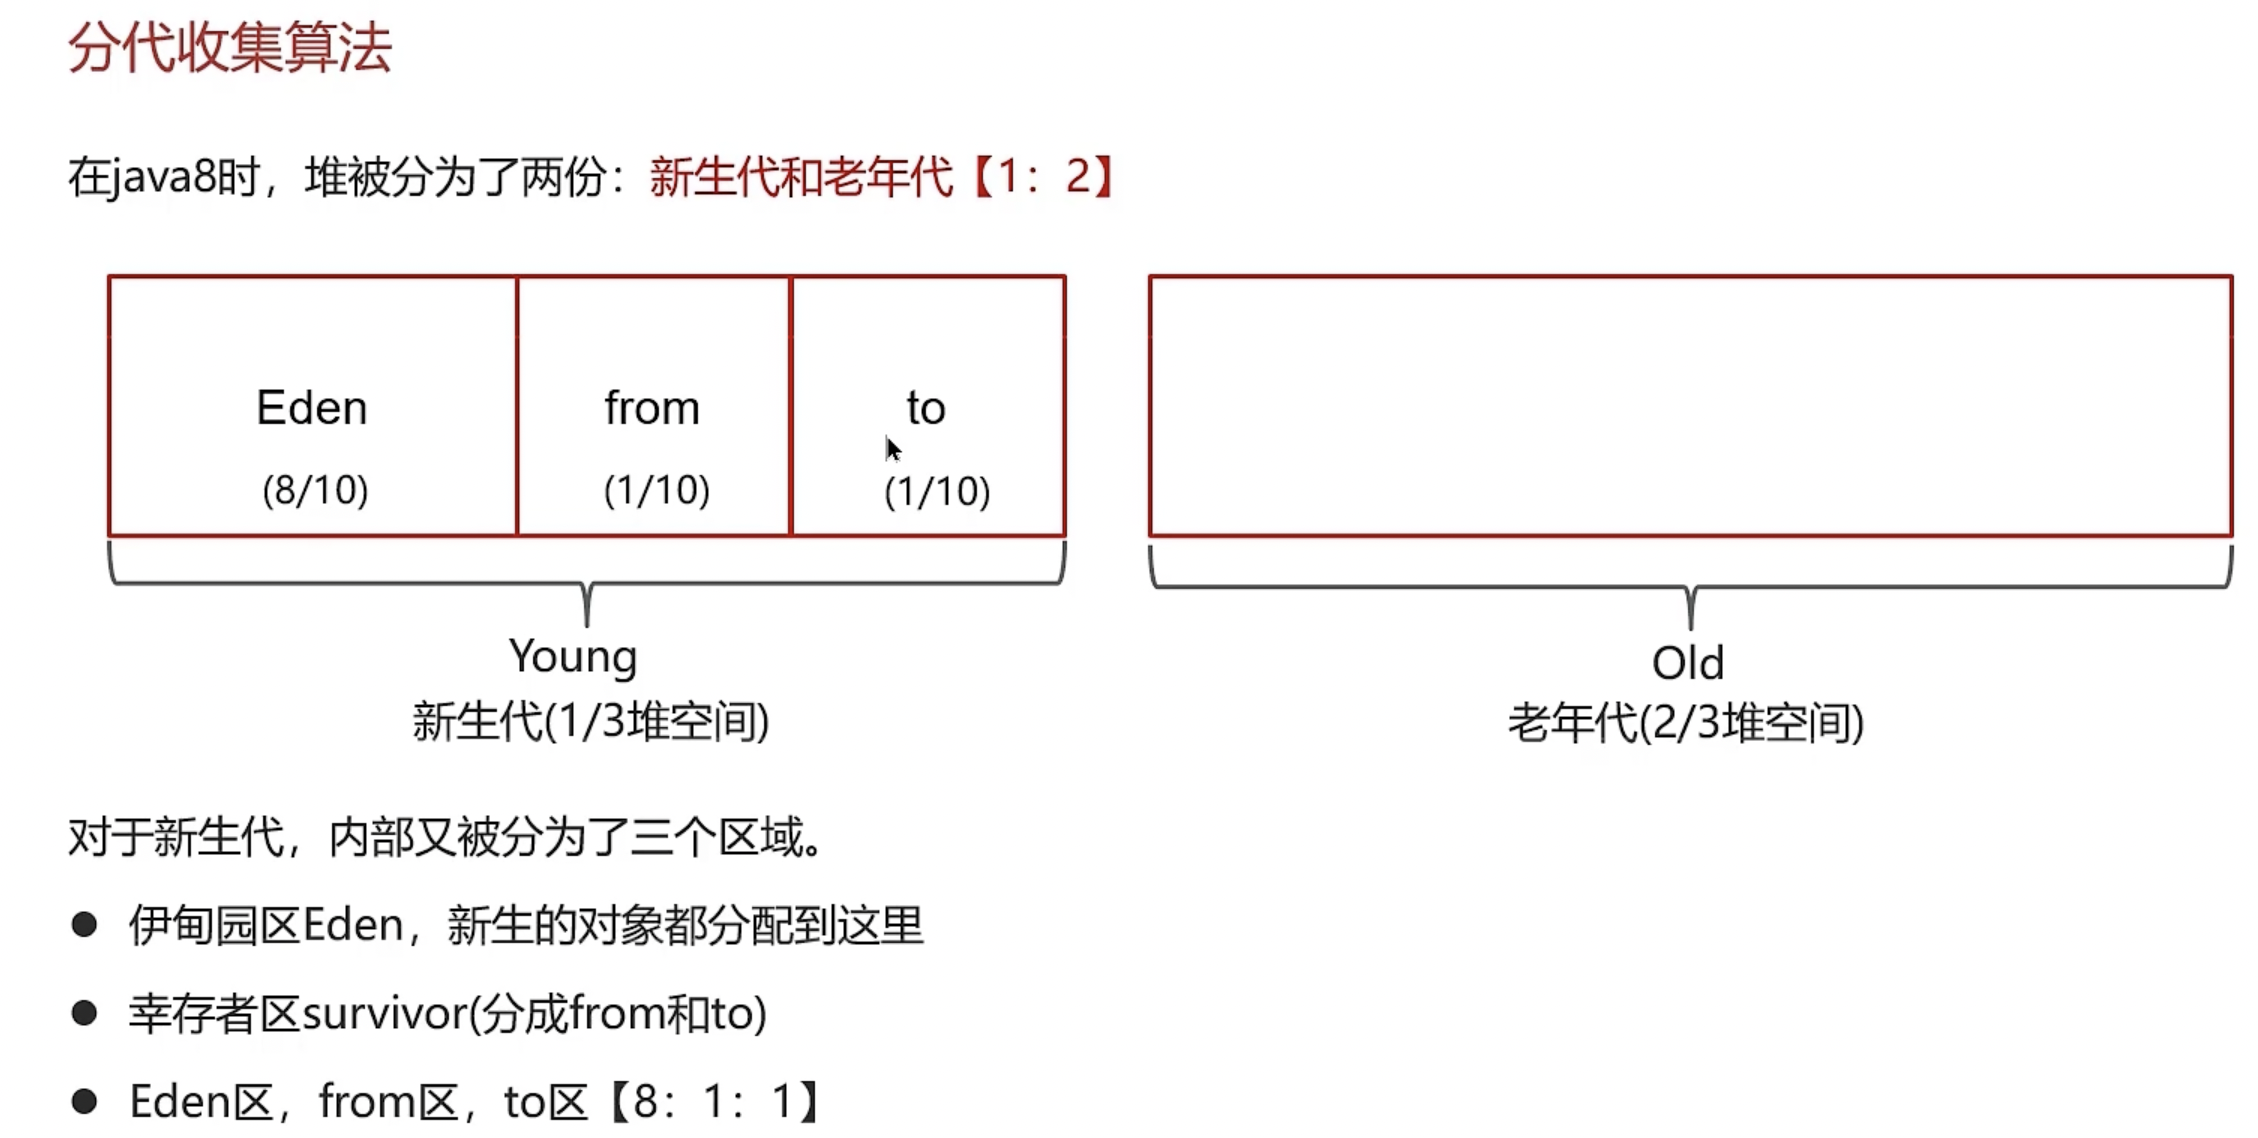 分代收集算法
在java8时，堆被分为了两份：新生代和老年代【1：2】
Eden
from
to
(8/10)
(1/10)
(1/10)
Young
新生代(1/3堆空间)
Old
老年代(2/3堆空间)
对于新生代，内部又被分为了三个区域。
● 伊甸园区Eden，新生的对象都分配到这里
● 幸存者区survivor(分成from和to)
● Eden区，from区，to区【8：1：1】